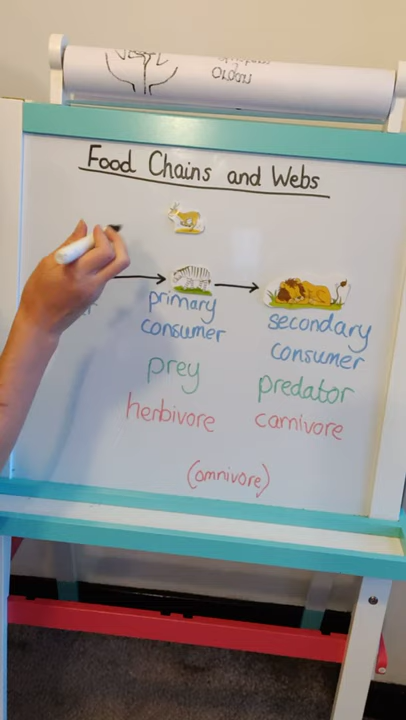 Food Chains and Webs
primary
consumer
secondary
consumer
prey
predator
herbivore
carnivore
(omnivore)